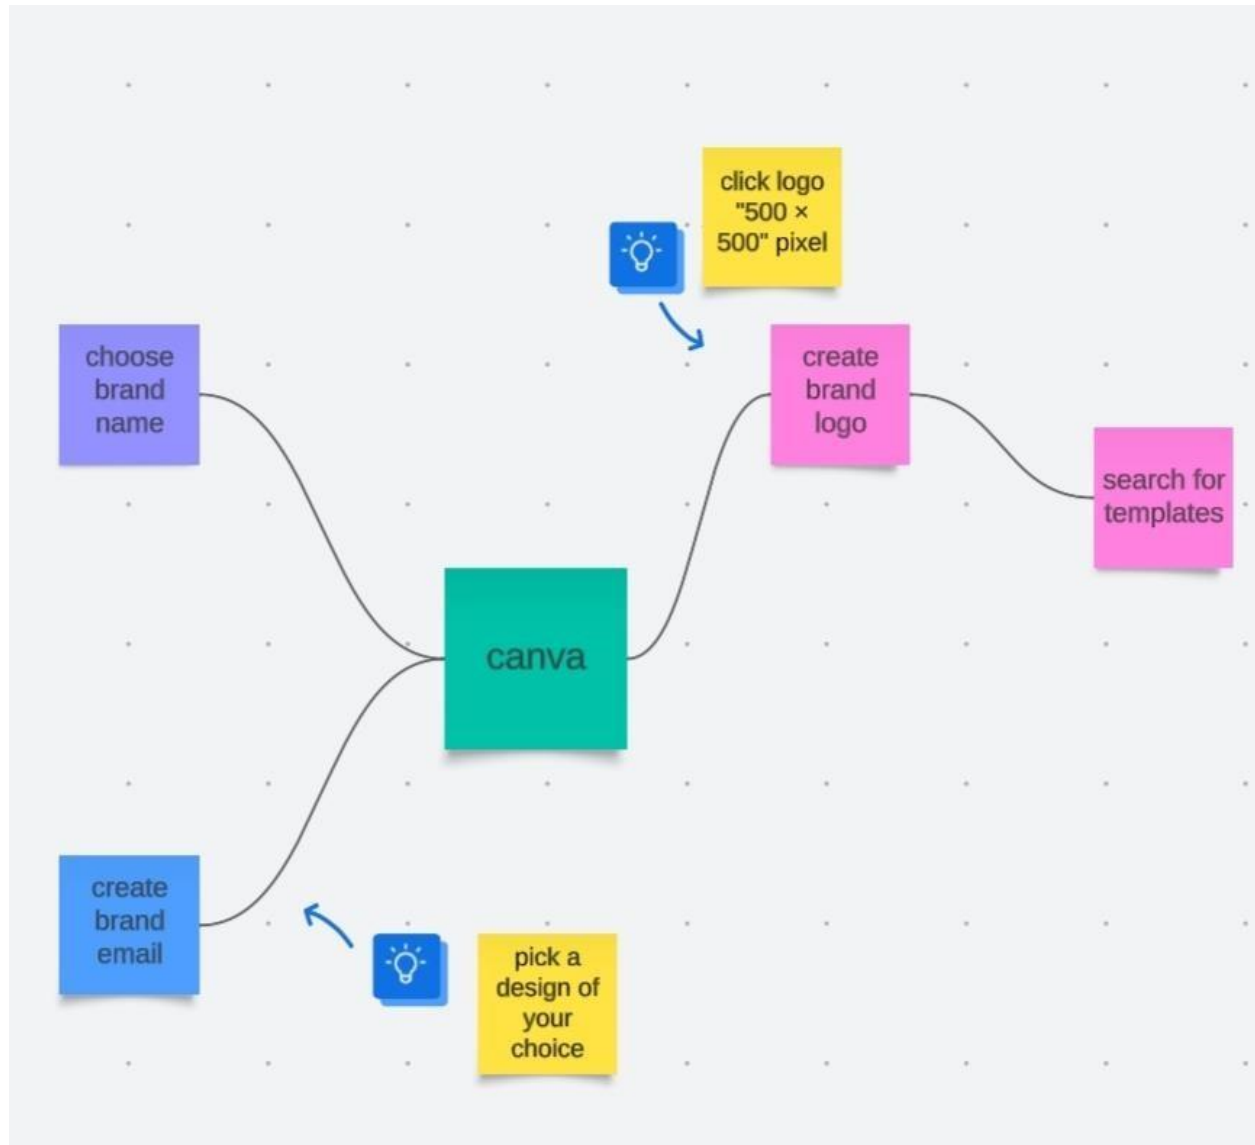 click logo
"500 ×
500" pixel
choose
brand
name
create
brand
logo
search for
templates
canva
create
brand
email
pick a
design of
your
choice